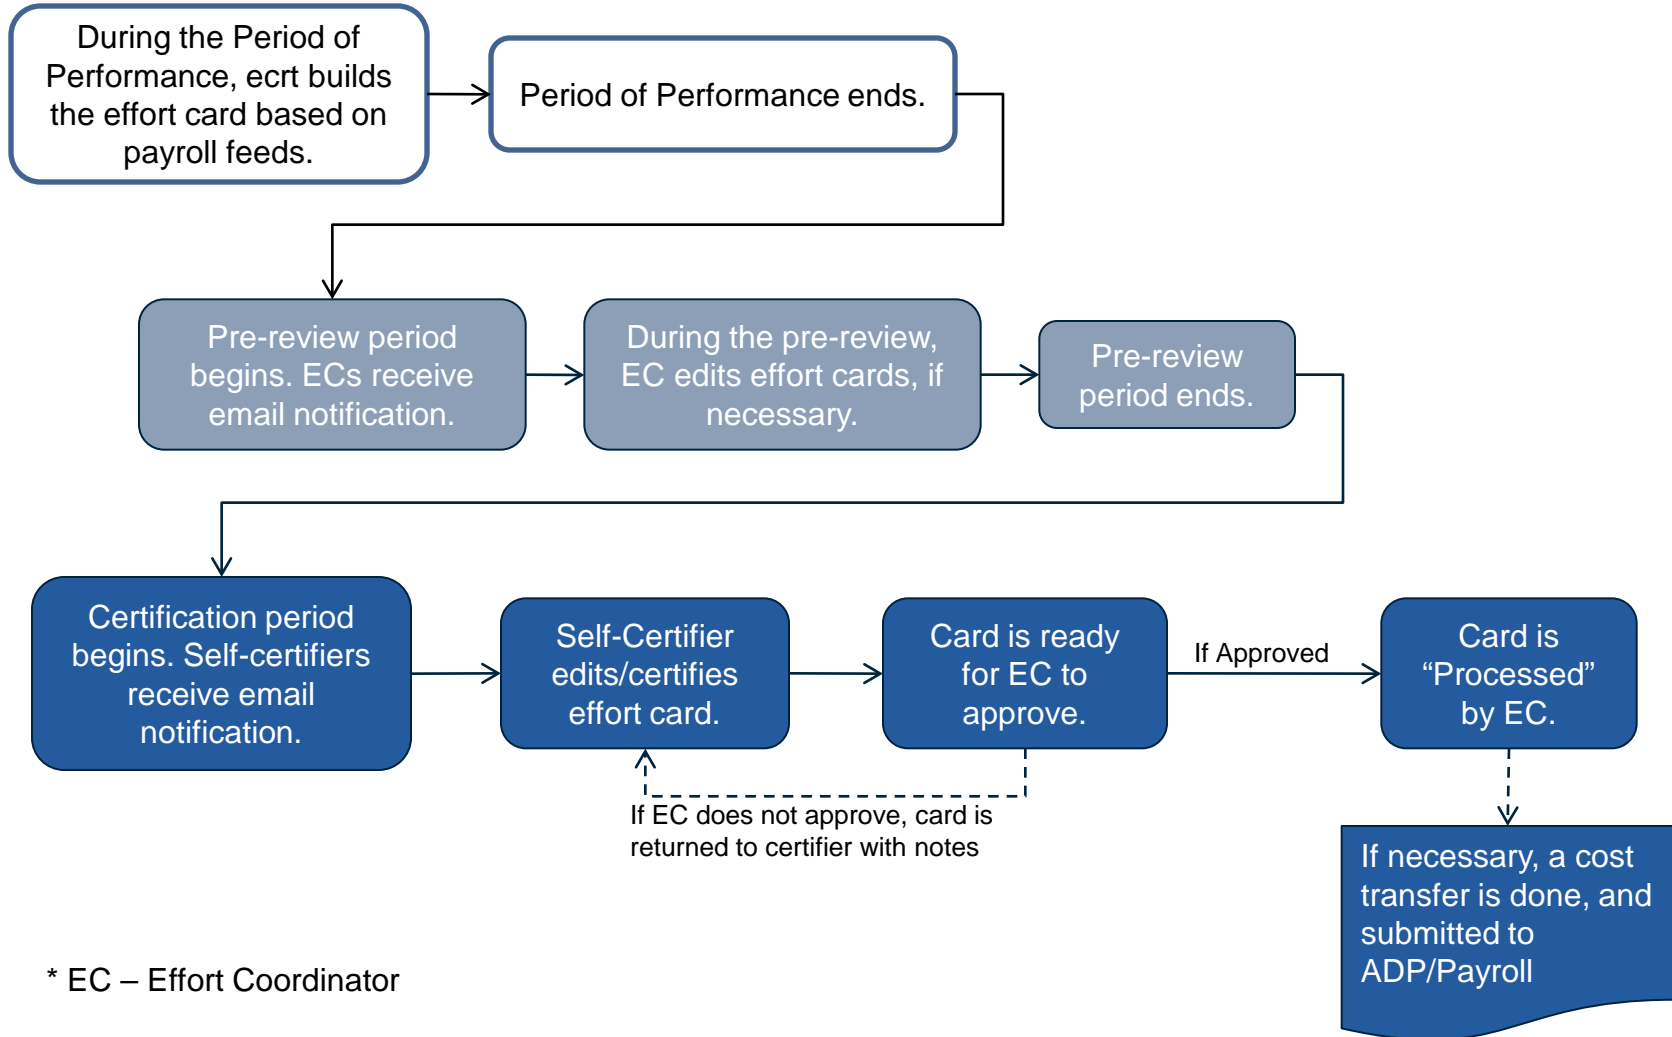 During the Period of
Performance, ecrt builds
the effort card based on
payroll feeds.
Period of Performance ends.
Pre-review period
begins. ECs receive
email notification.
During the pre-review,
EC edits effort cards, if
necessary.
Pre-review
period ends.
Certification period
begins. Self-certifiers
receive email
notification.
Self-Certifier
edits/certifies
effort card.
Card is ready
for EC to
approve.
If Approved
Card is
“Processed”
by EC.
If EC does not approve, card is
returned to certifier with notes
If necessary, a cost
transfer is done, and
submitted to
ADP/Payroll
* EC – Effort Coordinator